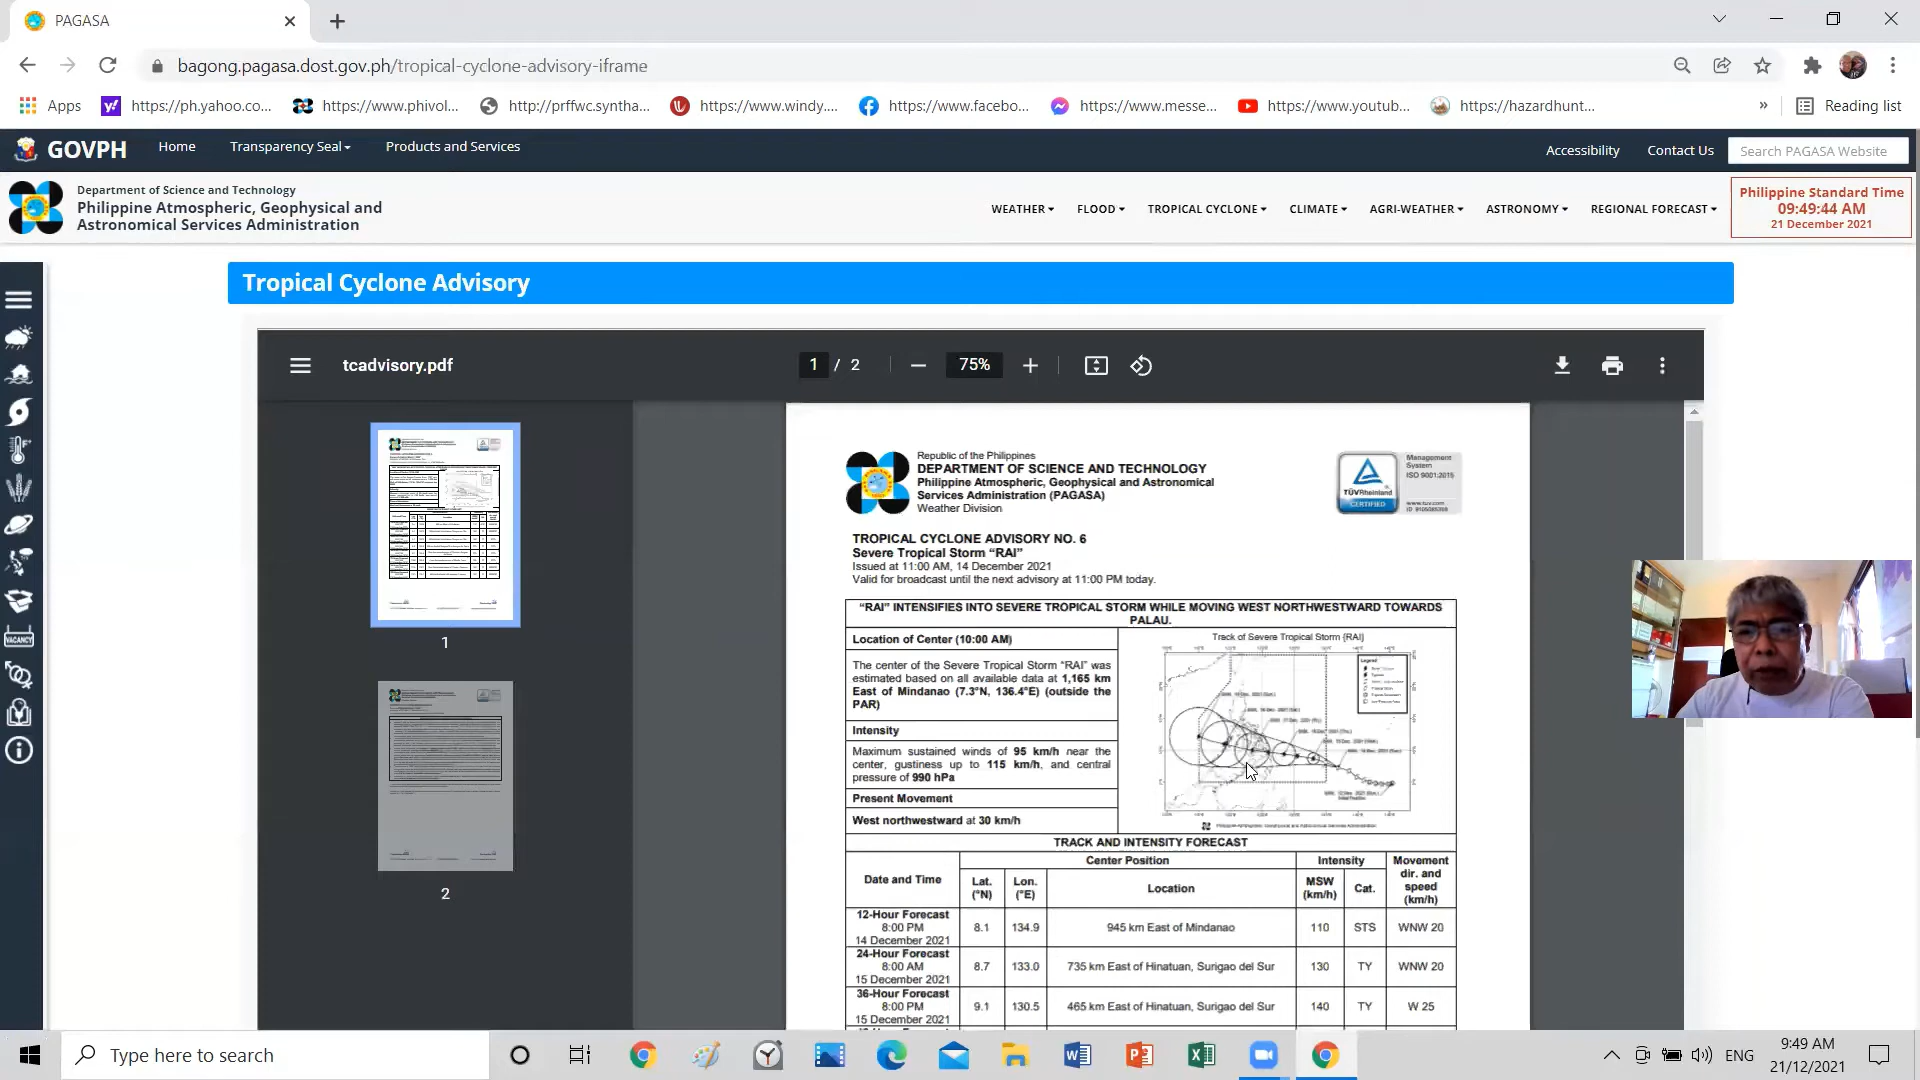 PAGASA
bagong.pagasa.dost.gov.ph/tropical-cyclone-advisory-iframe
Apps
https://ph.yahoo.co...
https://www.phivol...
http://prffwc.syntha...
https://www.windy....
https://www.facebo...
https://www.messe...
https://www.youtub...
https://hazardhunt...
»
Reading list
GOVPH
Home
Transparency Seal
Products and Services
Accessibility
Contact Us
Search PAGASA Website
Department of Science and Technology
Philippine Atmospheric, Geophysical and
Astronomical Services Administration
WEATHER
FLOOD
TROPICAL CYCLONE
CLIMATE
AGRI-WEATHER
ASTRONOMY
REGIONAL FORECAST
Philippine Standard Time
09:49:44 AM
21 December 2021
Tropical Cyclone Advisory
tcadvisory.pdf
1 / 2
75%
1
2
VACANCY
Republic of the Philippines
DEPARTMENT OF SCIENCE AND TECHNOLOGY
Philippine Atmospheric, Geophysical and Astronomical
Services Administration (PAGASA)
Weather Division
TÜVRheinland
CERTIFIED
Management
System
ISO 9001:2015
www.tuv.com
TROPICAL CYCLONE ADVISORY NO. 6
Severe Tropical Storm “RAI”
Issued at 11:00 AM, 14 December 2021
Valid for broadcast until the next advisory at 11:00 PM today.
“RAI” INTENSIFIES INTO SEVERE TROPICAL STORM WHILE MOVING WEST NORTHWESTWARD TOWARDS
PALAU.
Location of Center (10:00 AM)
The center of the Severe Tropical Storm “RAI” was
estimated based on all available data at 1,165 km
East of Mindanao (7.3°N, 136.4°E) (outside the
PAR)
Intensity
Maximum sustained winds of 95 km/h near the
center, gustiness up to 115 km/h, and central
pressure of 990 hPa
Present Movement
West northwestward at 30 km/h
Track of Severe Tropical Storm {RAI}
TRACK AND INTENSITY FORECAST
Date and Time
Center Position
Intensity
Movement
dir. and
speed
(km/h)
Lat.
(°N)
Lon.
(°E)
Location
MSW
(km/h)
Cat.
12-Hour Forecast
8:00 PM
14 December 2021
8.1
134.9
945 km East of Mindanao
110
STS
WNW 20
24-Hour Forecast
8:00 AM
15 December 2021
8.7
133.0
735 km East of Hinatuan, Surigao del Sur
130
TY
WNW 20
36-Hour Forecast
8:00 PM
15 December 2021
9.1
130.5
465 km East of Hinatuan, Surigao del Sur
140
TY
W 25
Type here to search
ENG
9:49 AM
21/12/2021